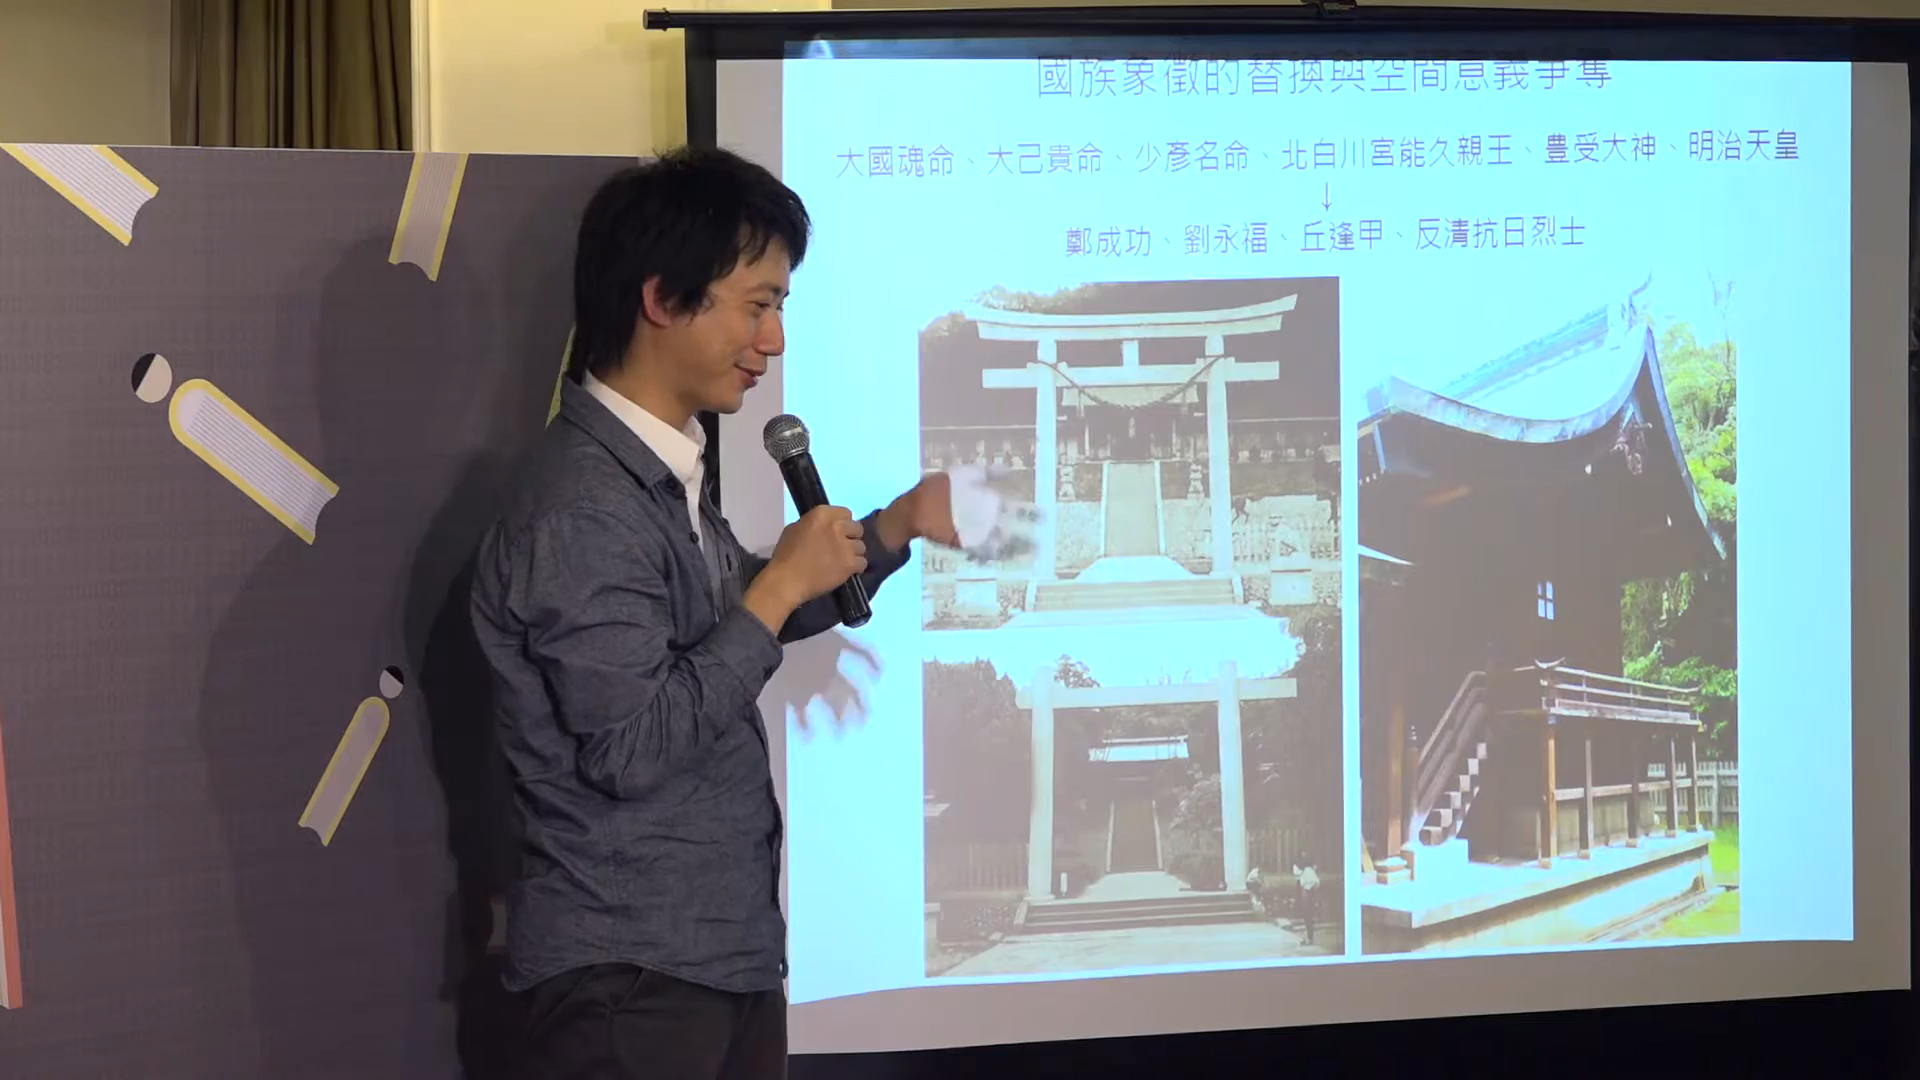 國族象徵的替換與空間意義爭奪
大國魂命、大己貴命、少彥名命、北白川宮能久親王、豊受大神、明治天皇
↓
鄭成功、劉永福、丘逢甲、反清抗日烈士